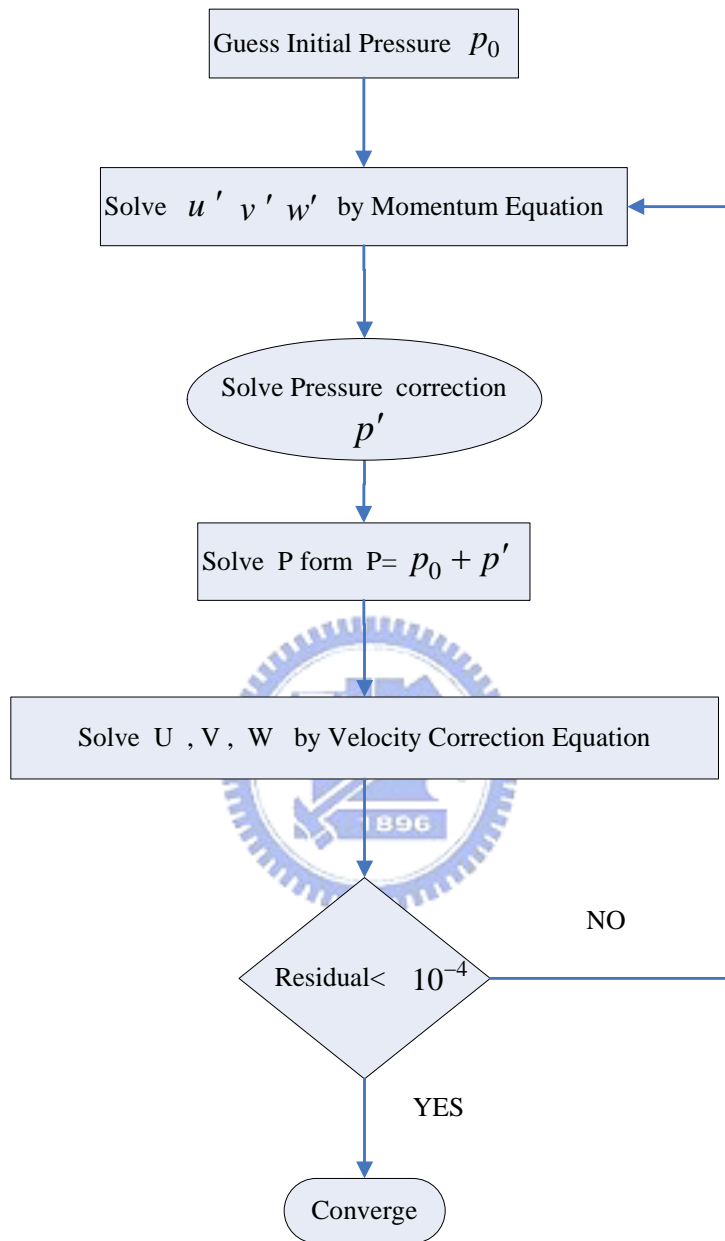 Guess Initial Pressure p₀
Solve u′ v′ w′ by Momentum Equation
Solve Pressure correction
p′
Solve P form P= p₀ + p′
Solve U , V , W by Velocity Correction Equation
1896
NO
Residual< 10⁻⁴
YES
Converge